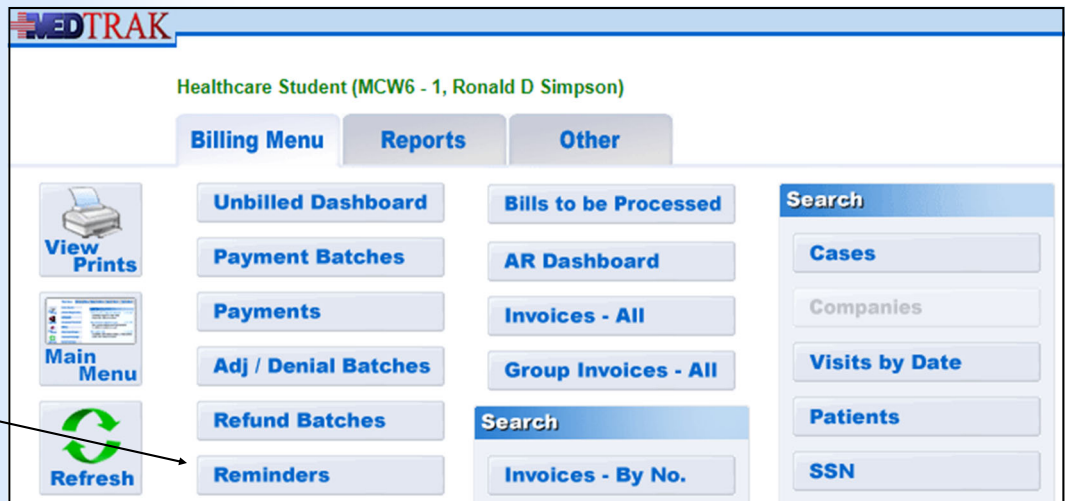 MEDTRAK
Healthcare Student (MCW6 - 1, Ronald D Simpson)
Billing Menu
Reports
Other
View
Prints
Main
Menu
Refresh
Unbilled Dashboard
Payment Batches
Payments
Adj / Denial Batches
Refund Batches
Reminders
Bills to be Processed
AR Dashboard
Invoices - All
Group Invoices - All
Search
Invoices - By No.
Search
Cases
Companies
Visits by Date
Patients
SSN